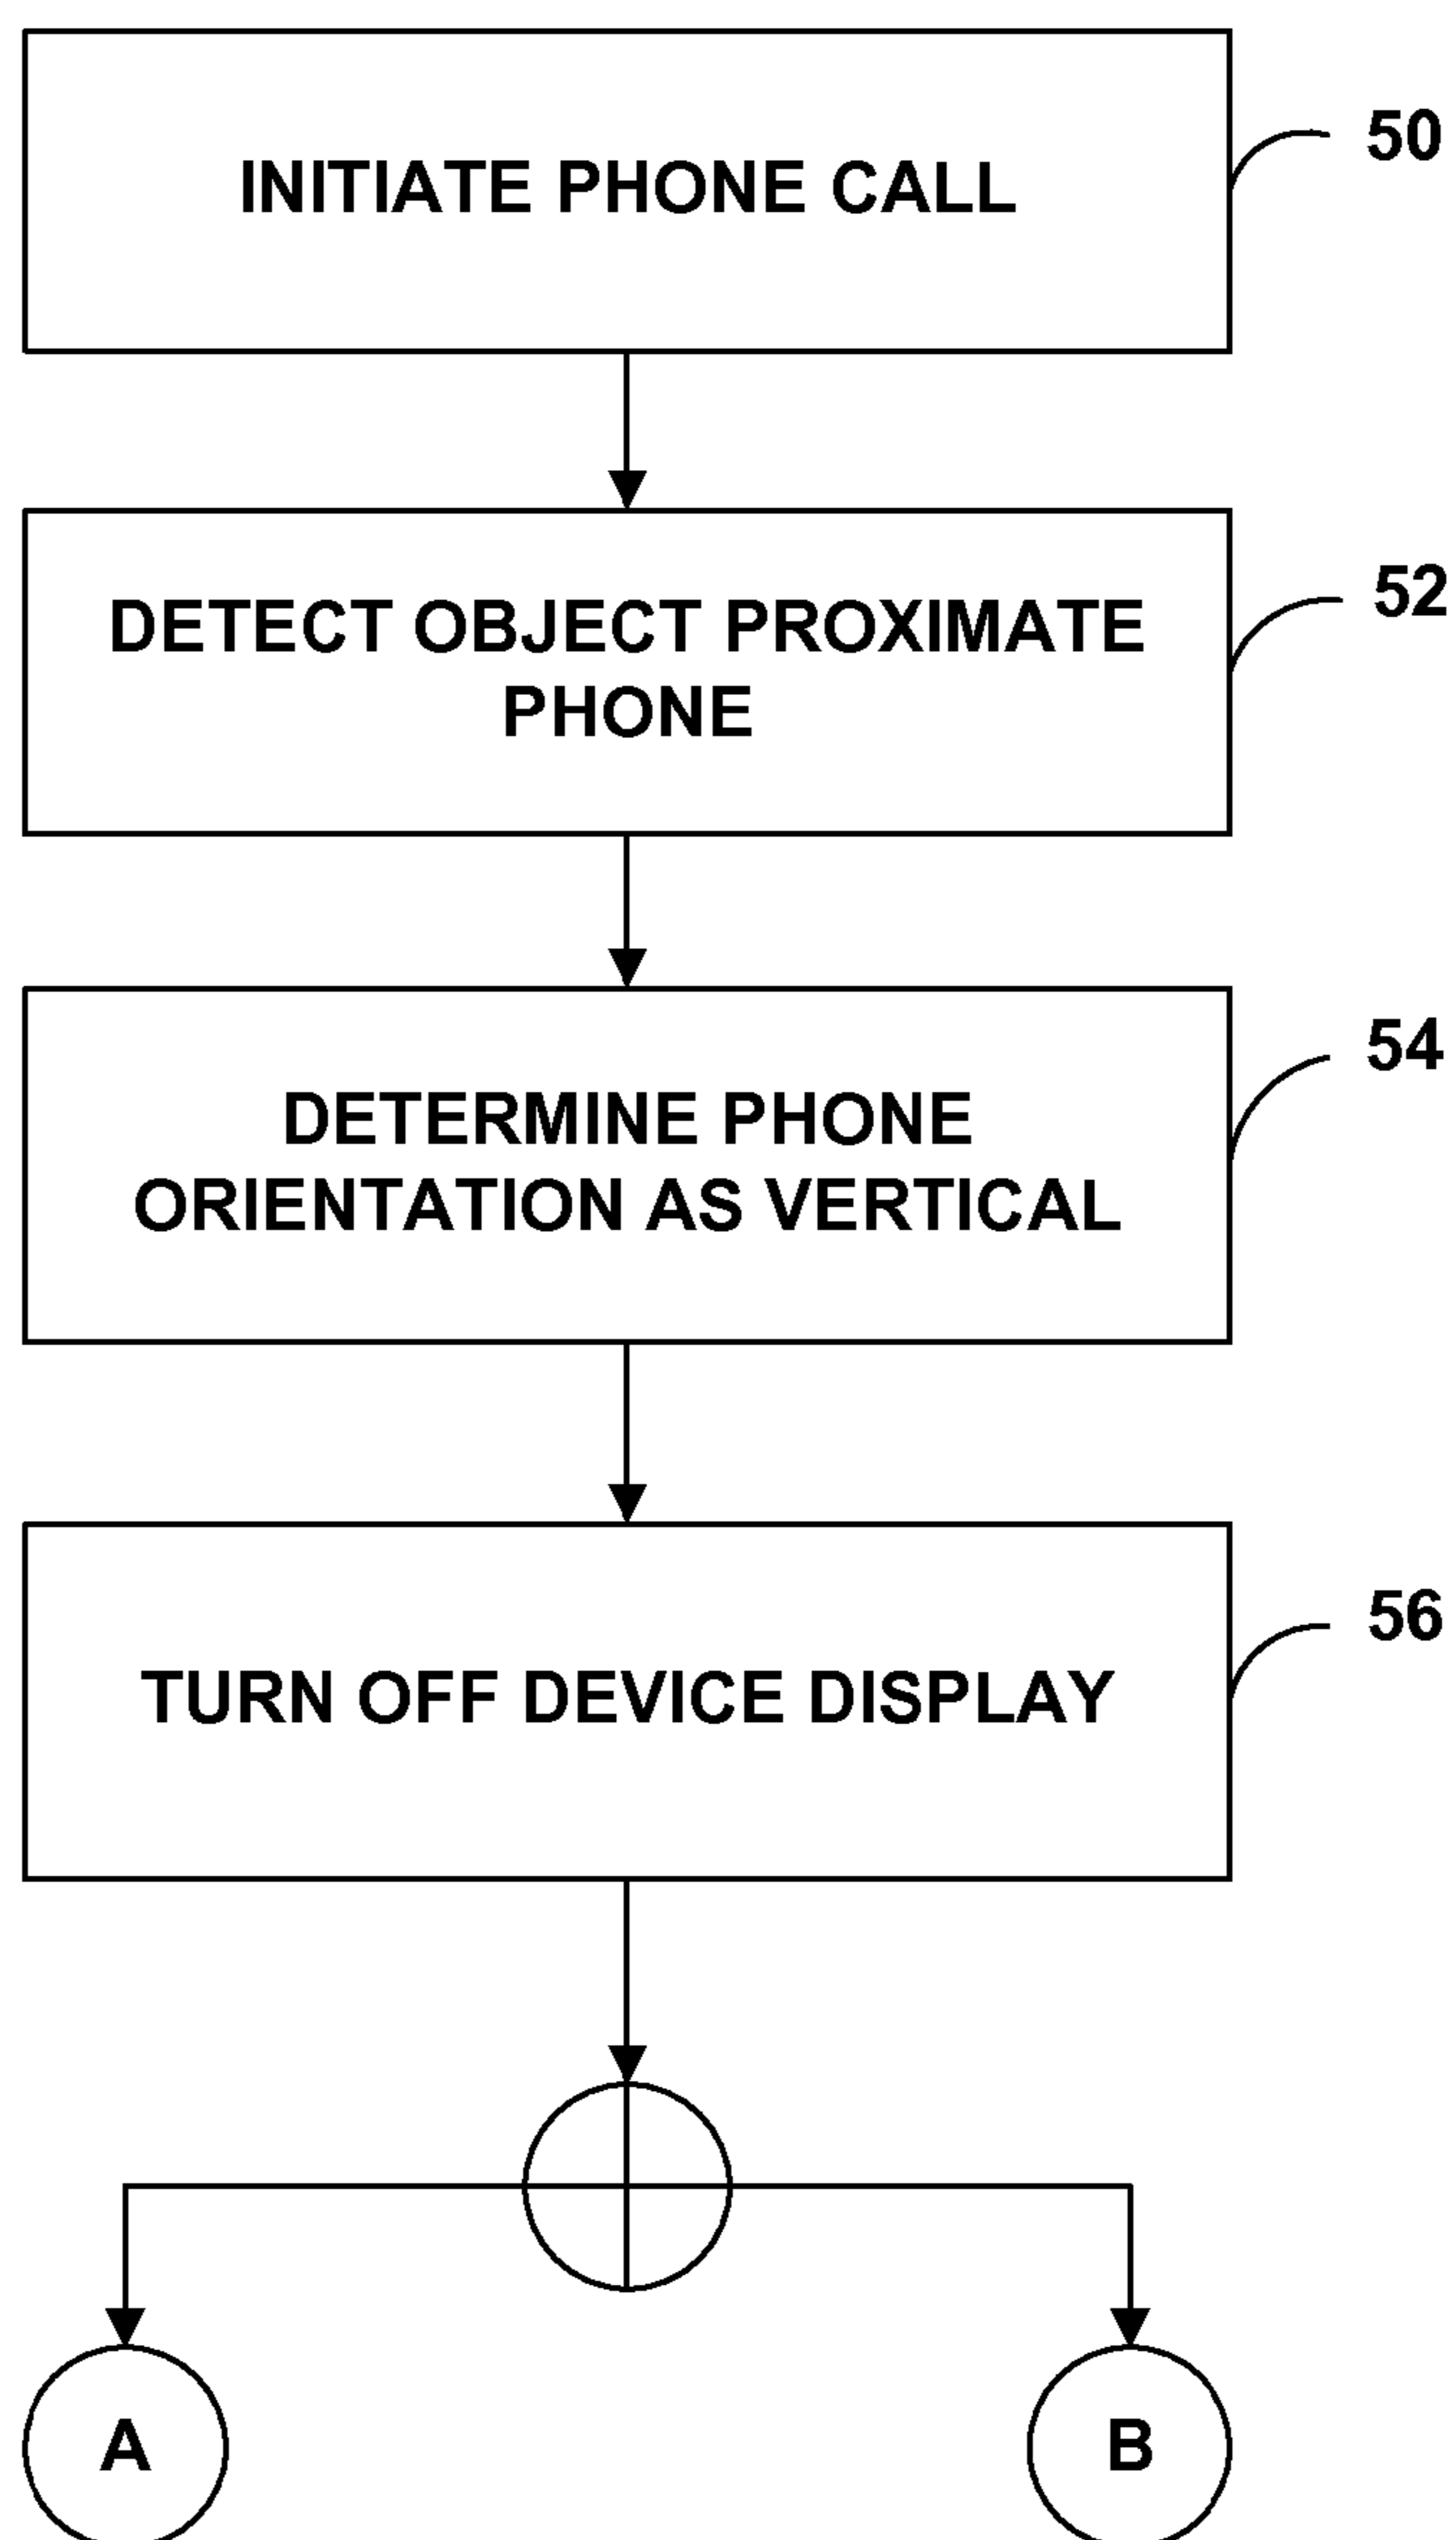 INITIATE PHONE CALL
50
DETECT OBJECT PROXIMATE
PHONE
52
DETERMINE PHONE
ORIENTATION AS VERTICAL
54
TURN OFF DEVICE DISPLAY
56
A
B